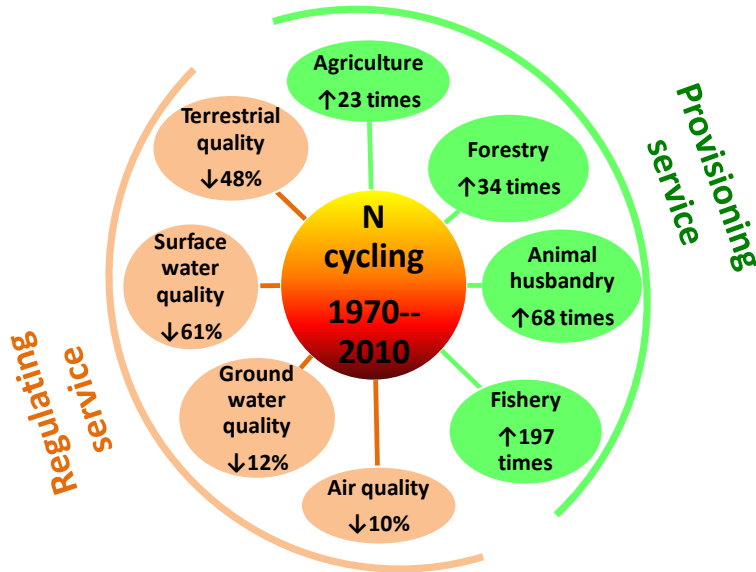 N
cycling
1970--
2010
Agriculture
↑23 times
Forestry
↑34 times
Animal
husbandry
↑68 times
Fishery
↑197
times
Provisioning
service
Terrestrial
quality
↓48%
Surface
water
quality
↓61%
Ground
water
quality
↓12%
Air quality
↓10%
Regulating
service